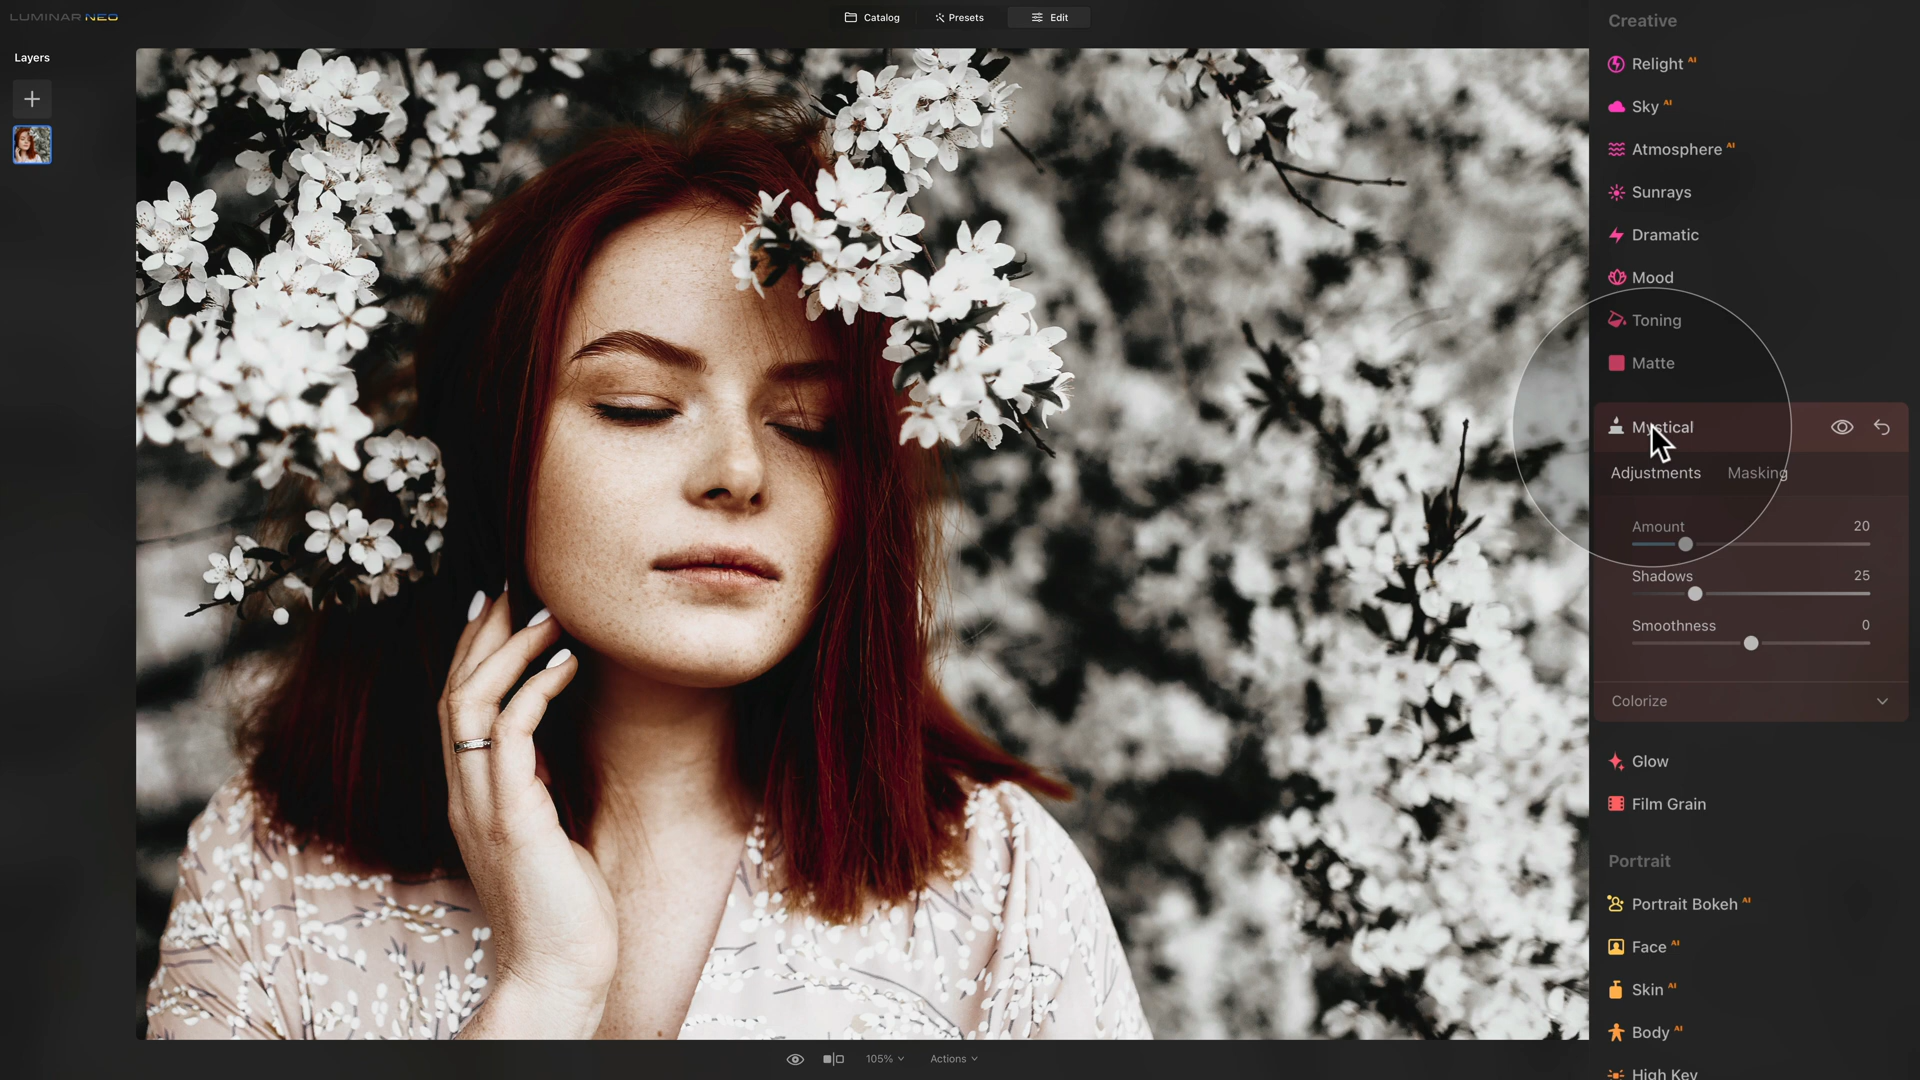 LUMINAR NEO
Catalog
Presets
Edit
Layers
Creative
Relight AI
Sky AI
Atmosphere AI
Sunrays
Dramatic
Mood
Toning
Matte
Mystical
Adjustments Masking
Amount 20
Shadows 25
Smoothness 0
Colorize
Glow
Film Grain
Portrait
Portrait Bokeh AI
Face AI
Skin AI
Body AI
High Key
105%
Actions